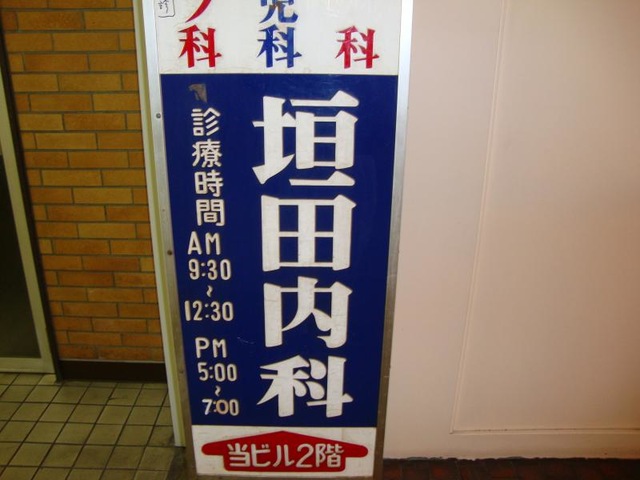 科
児科
科
垣田内科
診療時間
AM
9:30
~
12:30
PM
5:00
~
7:00
当ビル2階